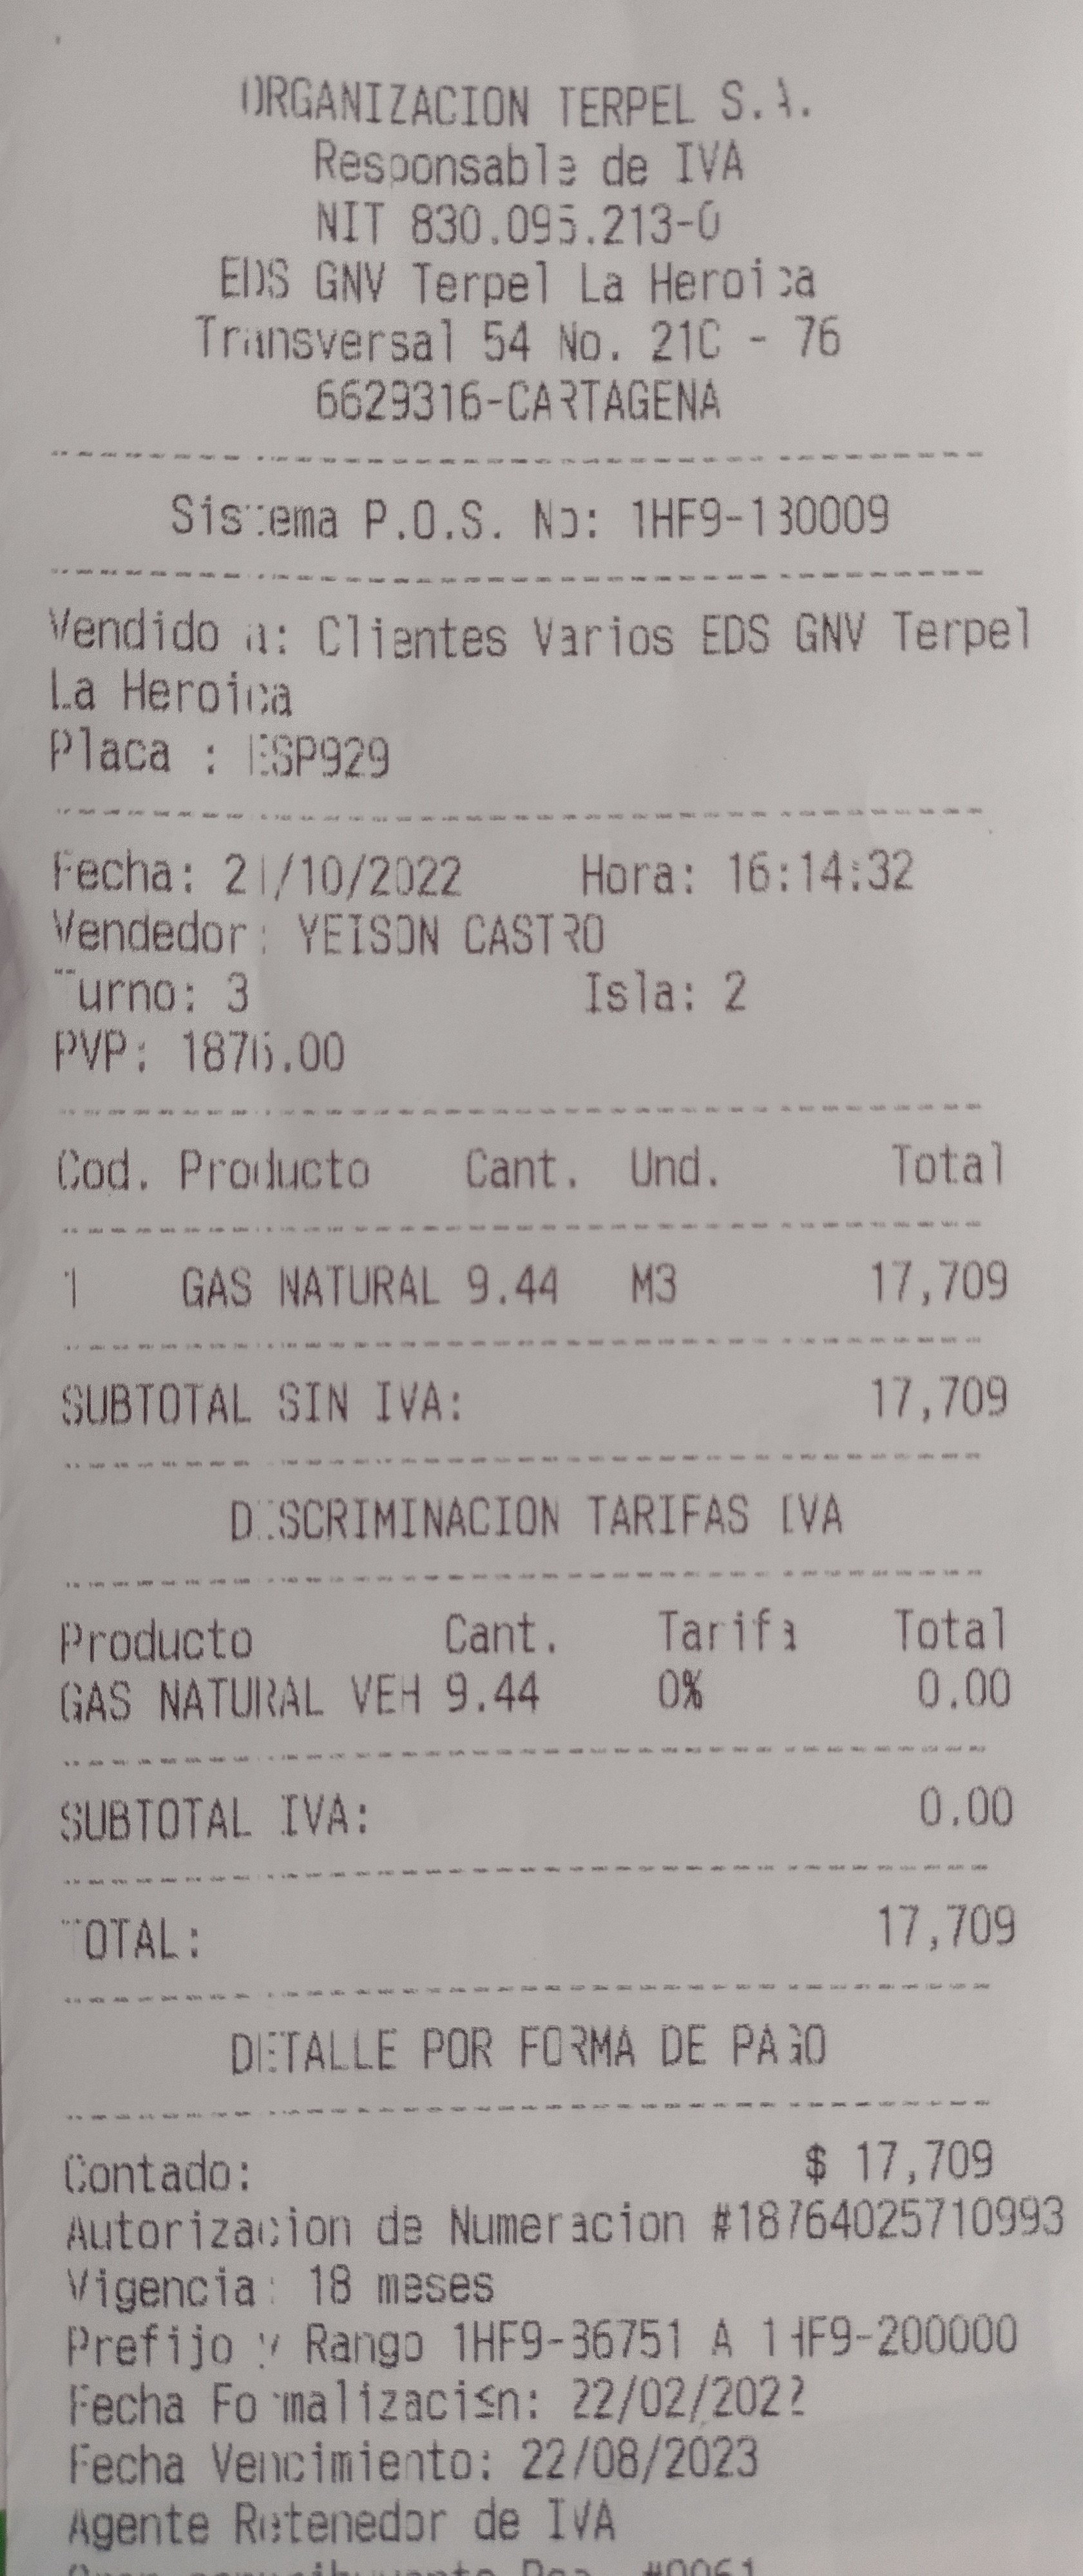 ORGANIZACION TERPEL S.A.
Responsable de IVA
NIT 830.095.213-0
EDS GNV Terpel La Heroica
Transversal 54 No. 21C - 76
6629316-CARTAGENA
Sistema P.O.S. No: 1HF9-130009
Vendido a: Clientes Varios EDS GNV Terpel
La Heroica
Placa : ESP929
Fecha: 21/10/2022 Hora: 16:14:32
Vendedor: YEISON CASTRO
Turno: 3 Isla: 2
PVP: 1876.00
Cod. Producto Cant. Und. Total
1 GAS NATURAL 9.44 M3 17,709
SUBTOTAL SIN IVA: 17,709
DISCRIMINACION TARIFAS IVA
Producto Cant. Tarifa Total
GAS NATURAL VEH 9.44 0% 0.00
SUBTOTAL IVA: 0.00
TOTAL: 17,709
DETALLE POR FORMA DE PAGO
Contado: $ 17,709
Autorizacion de Numeracion #18764025710993
Vigencia: 18 meses
Prefijo y Rango 1HF9-86751 A 1HF9-200000
Fecha Formalizaci≤n: 22/02/2022
Fecha Vencimiento: 22/08/2023
Agente Retenedor de IVA